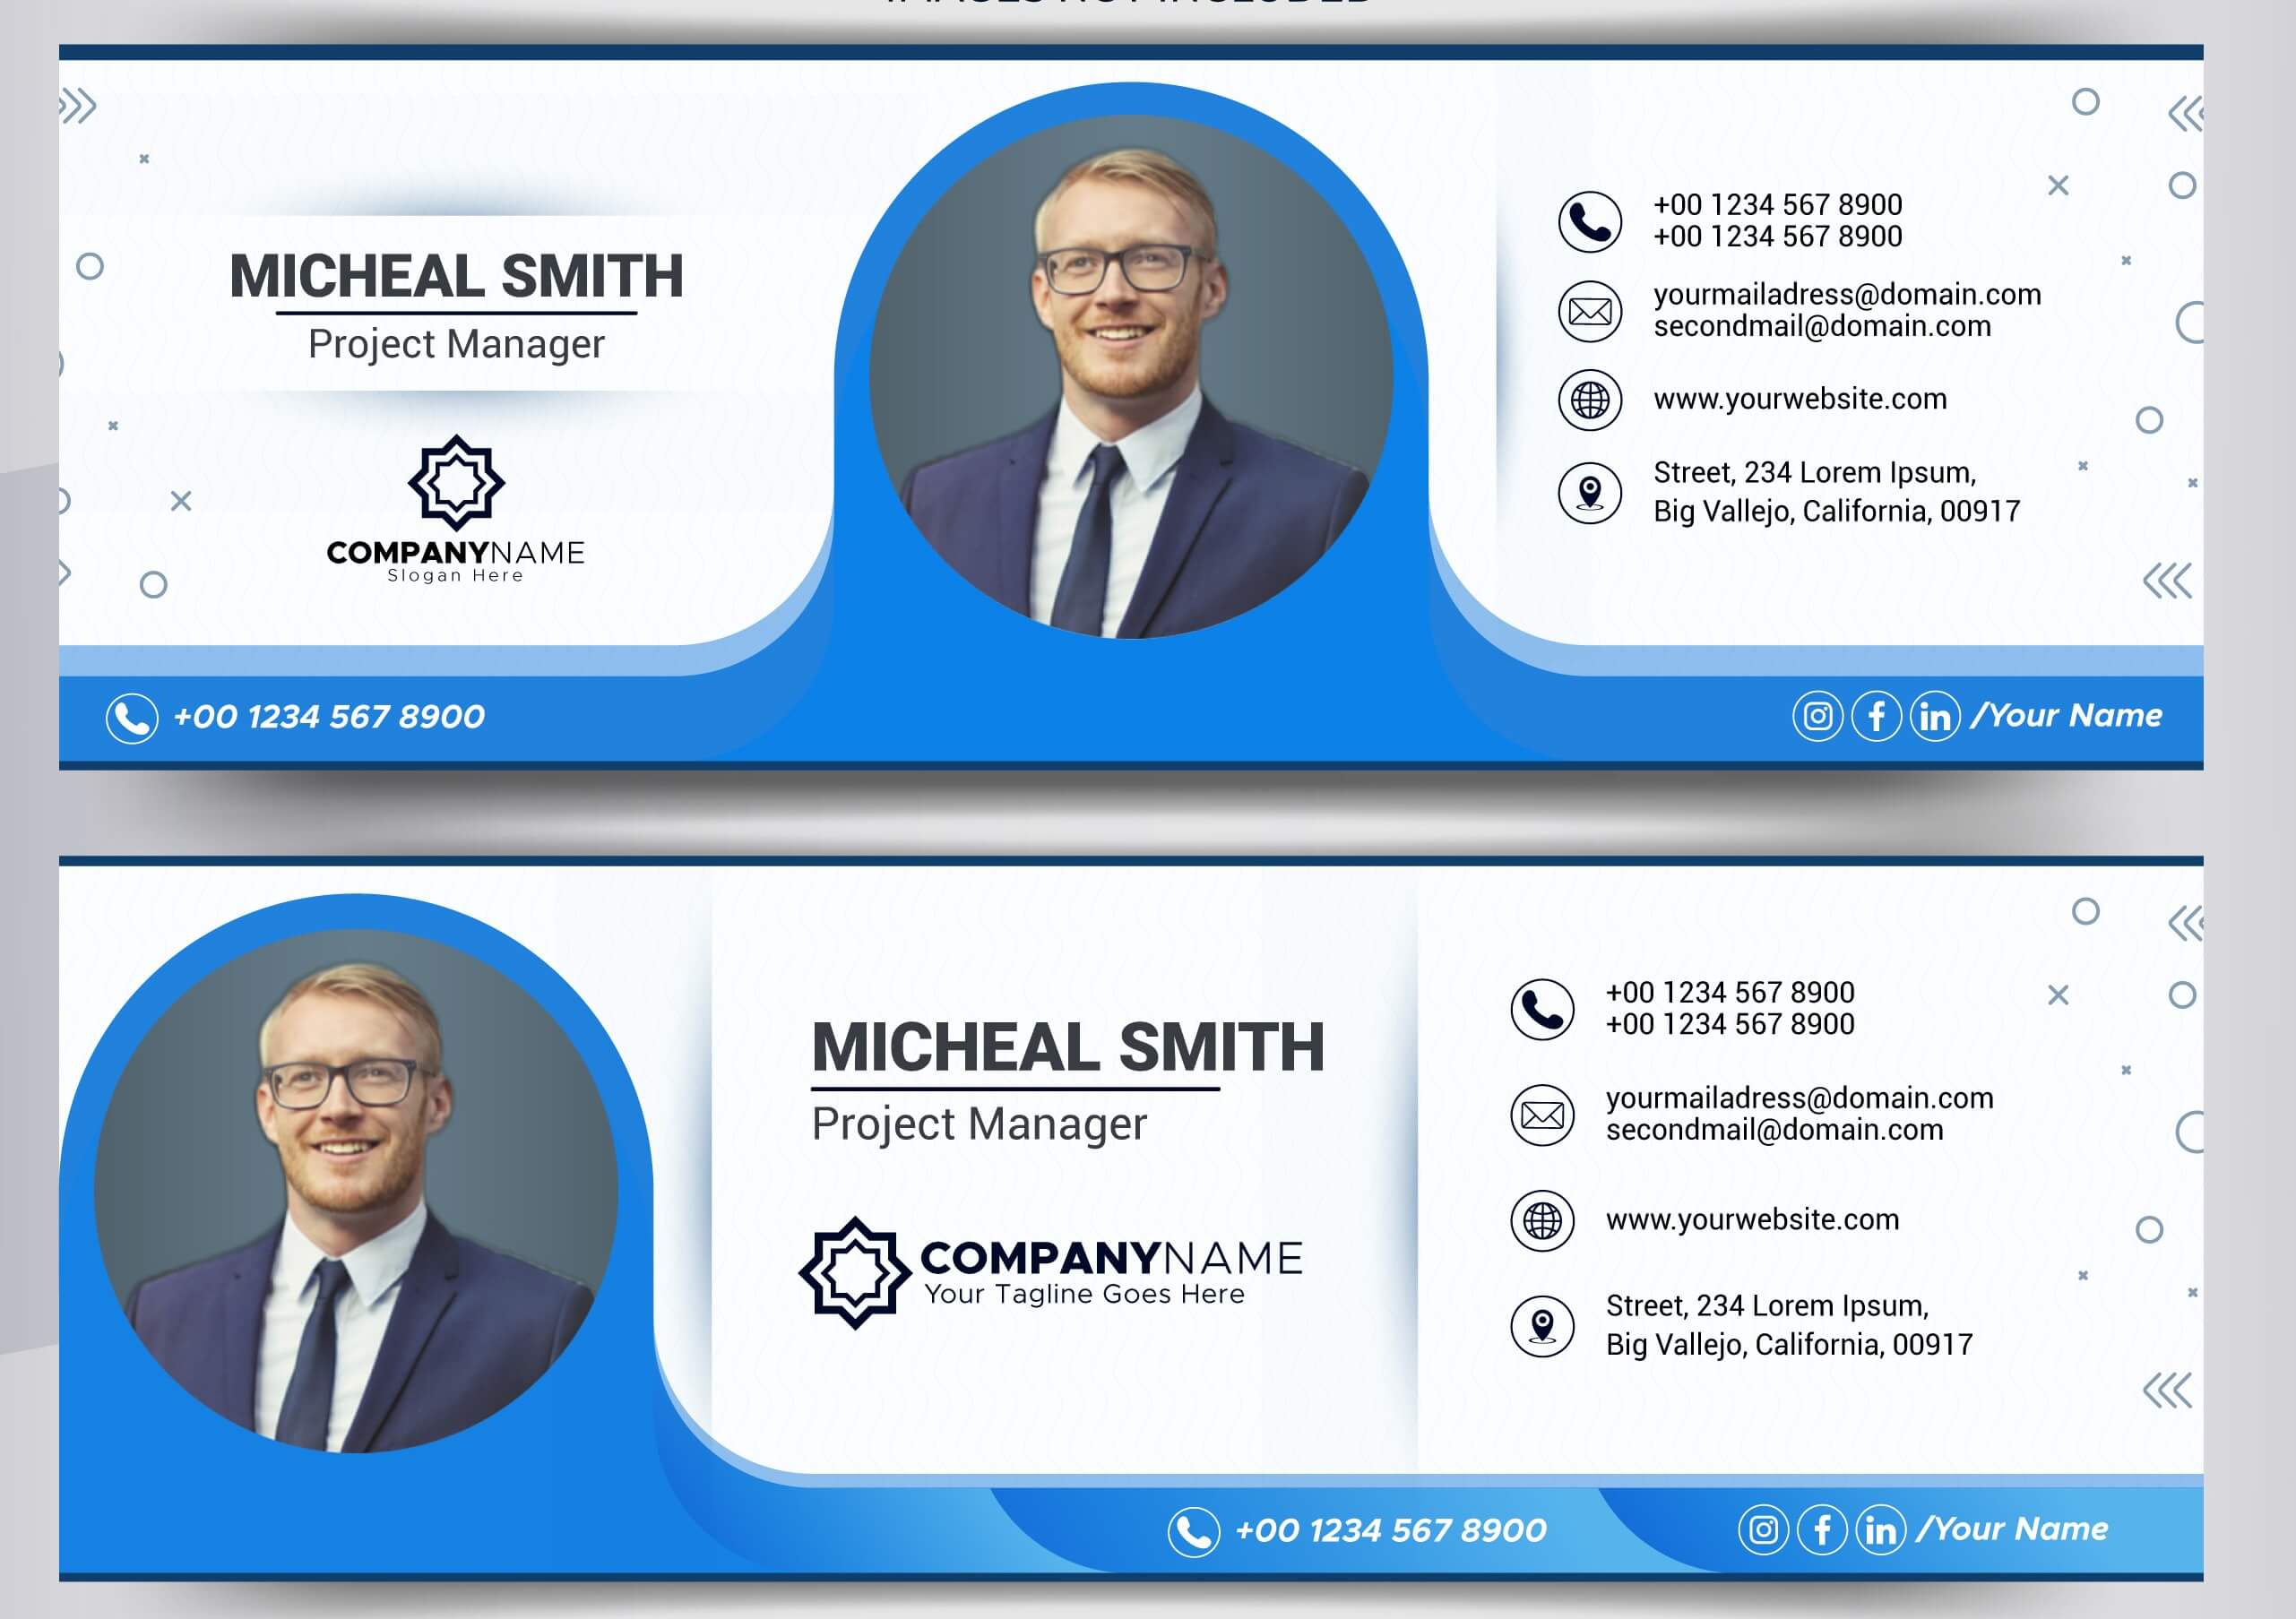 IMAGES NOT INCLUDED
MICHEAL SMITH
Project Manager
COMPANYNAME
Slogan Here
+00 1234 567 8900
+00 1234 567 8900
yourmailadress@domain.com
secondmail@domain.com
www.yourwebsite.com
Street, 234 Lorem Ipsum,
Big Vallejo, California, 00917
+00 1234 567 8900
/Your Name
MICHEAL SMITH
Project Manager
COMPANYNAME
Your Tagline Goes Here
+00 1234 567 8900
+00 1234 567 8900
yourmailadress@domain.com
secondmail@domain.com
www.yourwebsite.com
Street, 234 Lorem Ipsum,
Big Vallejo, California, 00917
+00 1234 567 8900
/Your Name